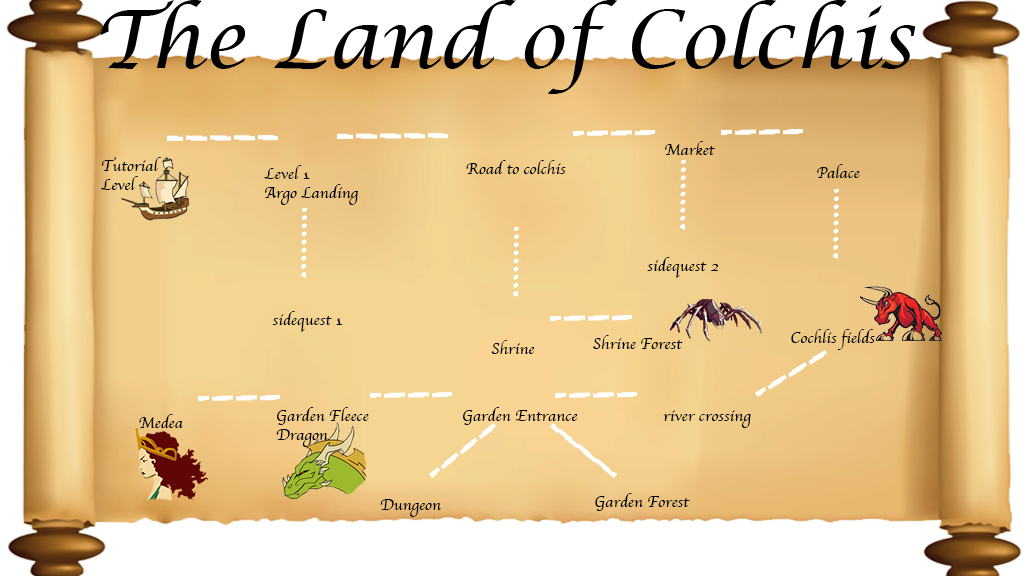 The Land of Colchis
Tutorial
Level
Level 1
Argo Landing
Road to colchis
Market
Palace
sidequest 1
sidequest 2
Shrine
Shrine Forest
Cochlis fields
Medea
Garden Fleece
Dragon
Garden Entrance
river crossing
Dungeon
Garden Forest